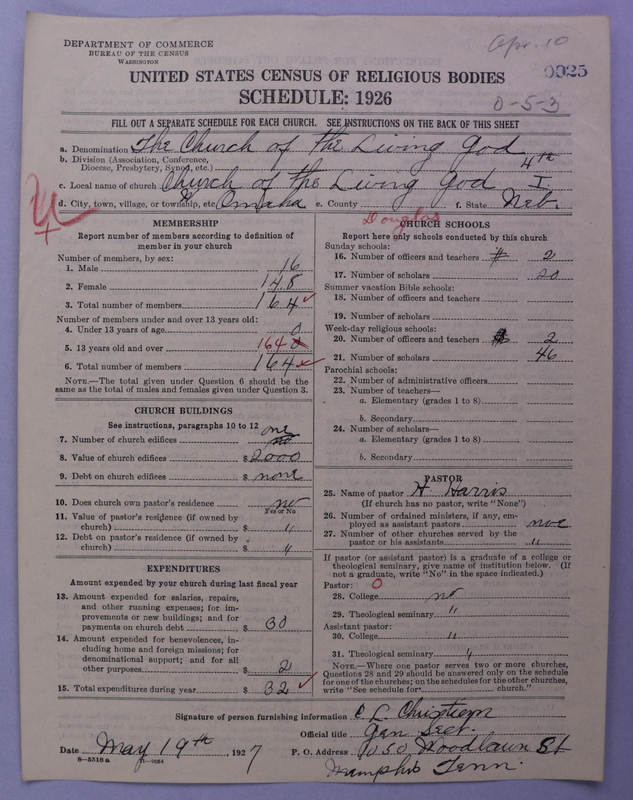 DEPARTMENT OF COMMERCE
BUREAU OF THE CENSUS
WASHINGTON
Apr. 10
0025
UNITED STATES CENSUS OF RELIGIOUS BODIES
SCHEDULE: 1926
0-5-3
FILL OUT A SEPARATE SCHEDULE FOR EACH CHURCH. SEE INSTRUCTIONS ON THE BACK OF THIS SHEET
a. Denomination The Church of the Living God
b. Division (Association, Conference,
Diocese, Presbytery, Synod, etc.) 4th
c. Local name of church Church of the Living God I
d. City, town, village, or township, etc. Omaha e. County Douglas f. State Neb.
MEMBERSHIP
Report number of members according to definition of
member in your church
Number of members, by sex:
1. Male 16
2. Female 148
3. Total number of members 164
Number of members under and over 13 years old:
4. Under 13 years of age 0
5. 13 years old and over 164
6. Total number of members 164
NOTE.—The total given under Question 6 should be the
same as the total of males and females given under Question 3.
CHURCH BUILDINGS
See instructions, paragraphs 10 to 12
7. Number of church edifices one
8. Value of church edifices $ 2000
9. Debt on church edifices $ none
10. Does church own pastor's residence no
Yes or No
11. Value of pastor's residence (if owned by
church) $ "
12. Debt on pastor's residence (if owned by
church) $ "
EXPENDITURES
Amount expended by your church during last fiscal year
13. Amount expended for salaries, repairs,
and other running expenses; for im-
provements or new buildings; and for
payments on church debt $ 30
14. Amount expended for benevolences, in-
cluding home and foreign missions; for
denominational support; and for all
other purposes $ 2
15. Total expenditures during year $ 32
CHURCH SCHOOLS
Report here only schools conducted by this church
Sunday schools:
16. Number of officers and teachers 2
17. Number of scholars 20
Summer vacation Bible schools:
18. Number of officers and teachers
19. Number of scholars
Week-day religious schools:
20. Number of officers and teachers 2
21. Number of scholars 46
Parochial schools:
22. Number of administrative officers
23. Number of teachers—
a. Elementary (grades 1 to 8)
b. Secondary
24. Number of scholars—
a. Elementary (grades 1 to 8)
b. Secondary
PASTOR
25. Name of pastor H Harris
(If church has no pastor, write "None")
26. Number of ordained ministers, if any, em-
ployed as assistant pastors
27. Number of other churches served by the
pastor or his assistants "
If pastor (or assistant pastor) is a graduate of a college or
theological seminary, give name of institution below. (If
not a graduate, write "No" in the space indicated.)
Pastor: 0
28. College no
29. Theological seminary "
Assistant pastor:
30. College "
31. Theological seminary "
NOTE.—Where one pastor serves two or more churches,
Questions 28 and 29 should be answered only on the schedule
for one of the churches; on the schedules for the other churches,
write "See schedule for church."
Signature of person furnishing information C L
Official title Gen Secr.
Date May 19th, 1927 P. O. Address 1050 Woodlawn St
Memphis Tenn.
8—5518 a 11—9084